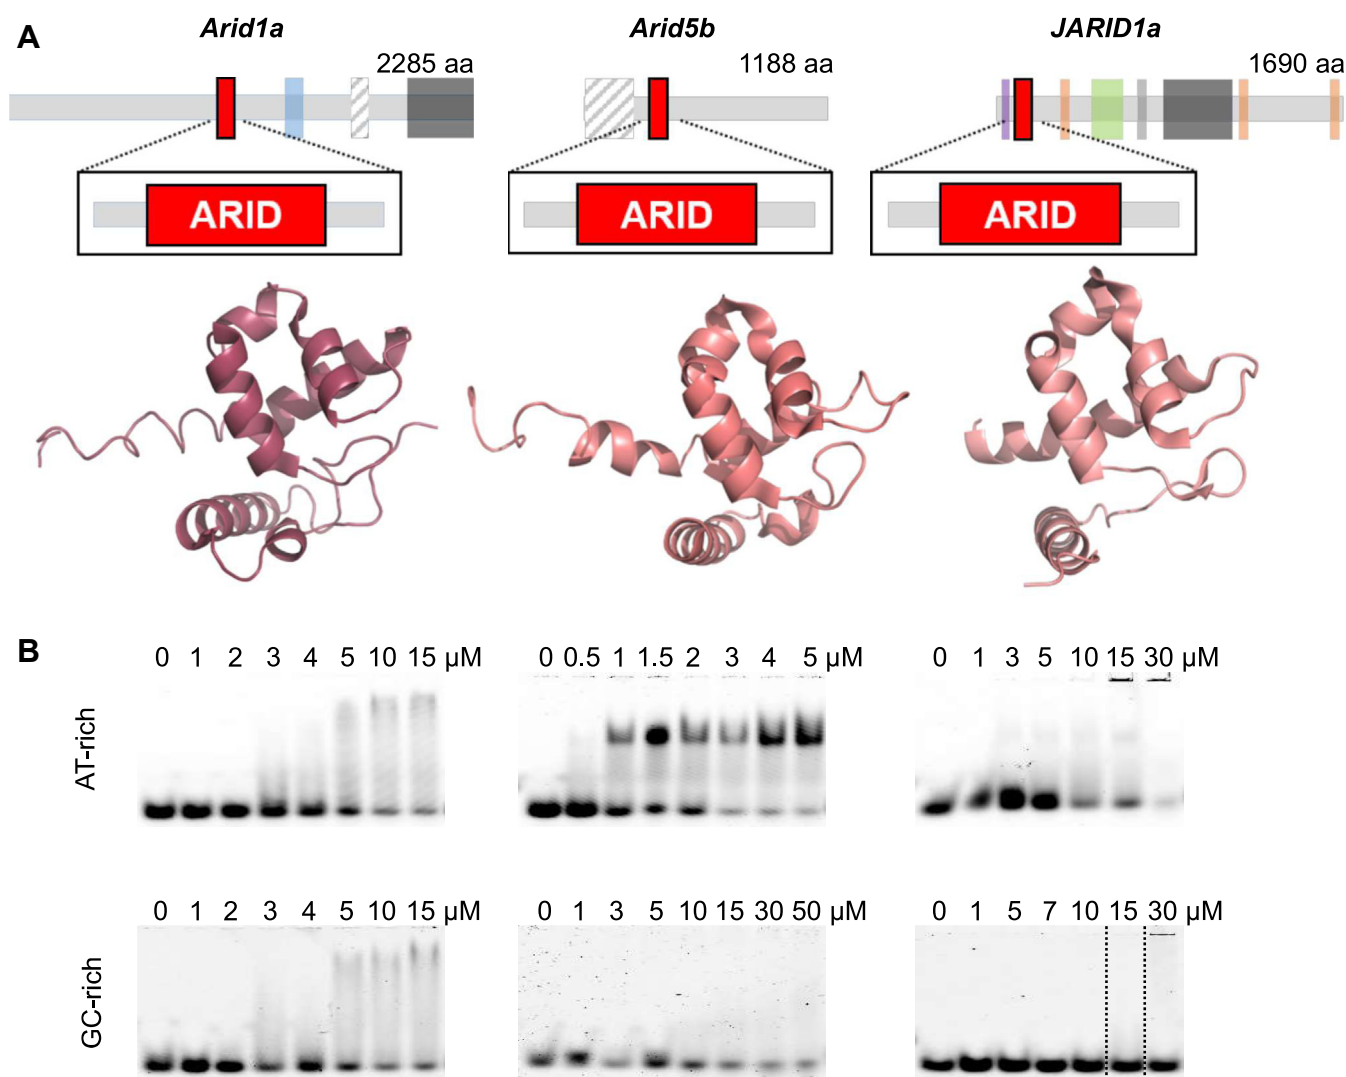 A
Arid1a Arid5b JARID1a
2285 aa 1188 aa 1690 aa
ARID ARID ARID
B
0 1 2 3 4 5 10 15 µM 0 0.5 1 1.5 2 3 4 5 µM 0 1 3 5 10 15 30 µM
AT-rich
0 1 2 3 4 5 10 15 µM 0 1 3 5 10 15 30 50 µM 0 1 5 7 10 15 30 µM
GC-rich